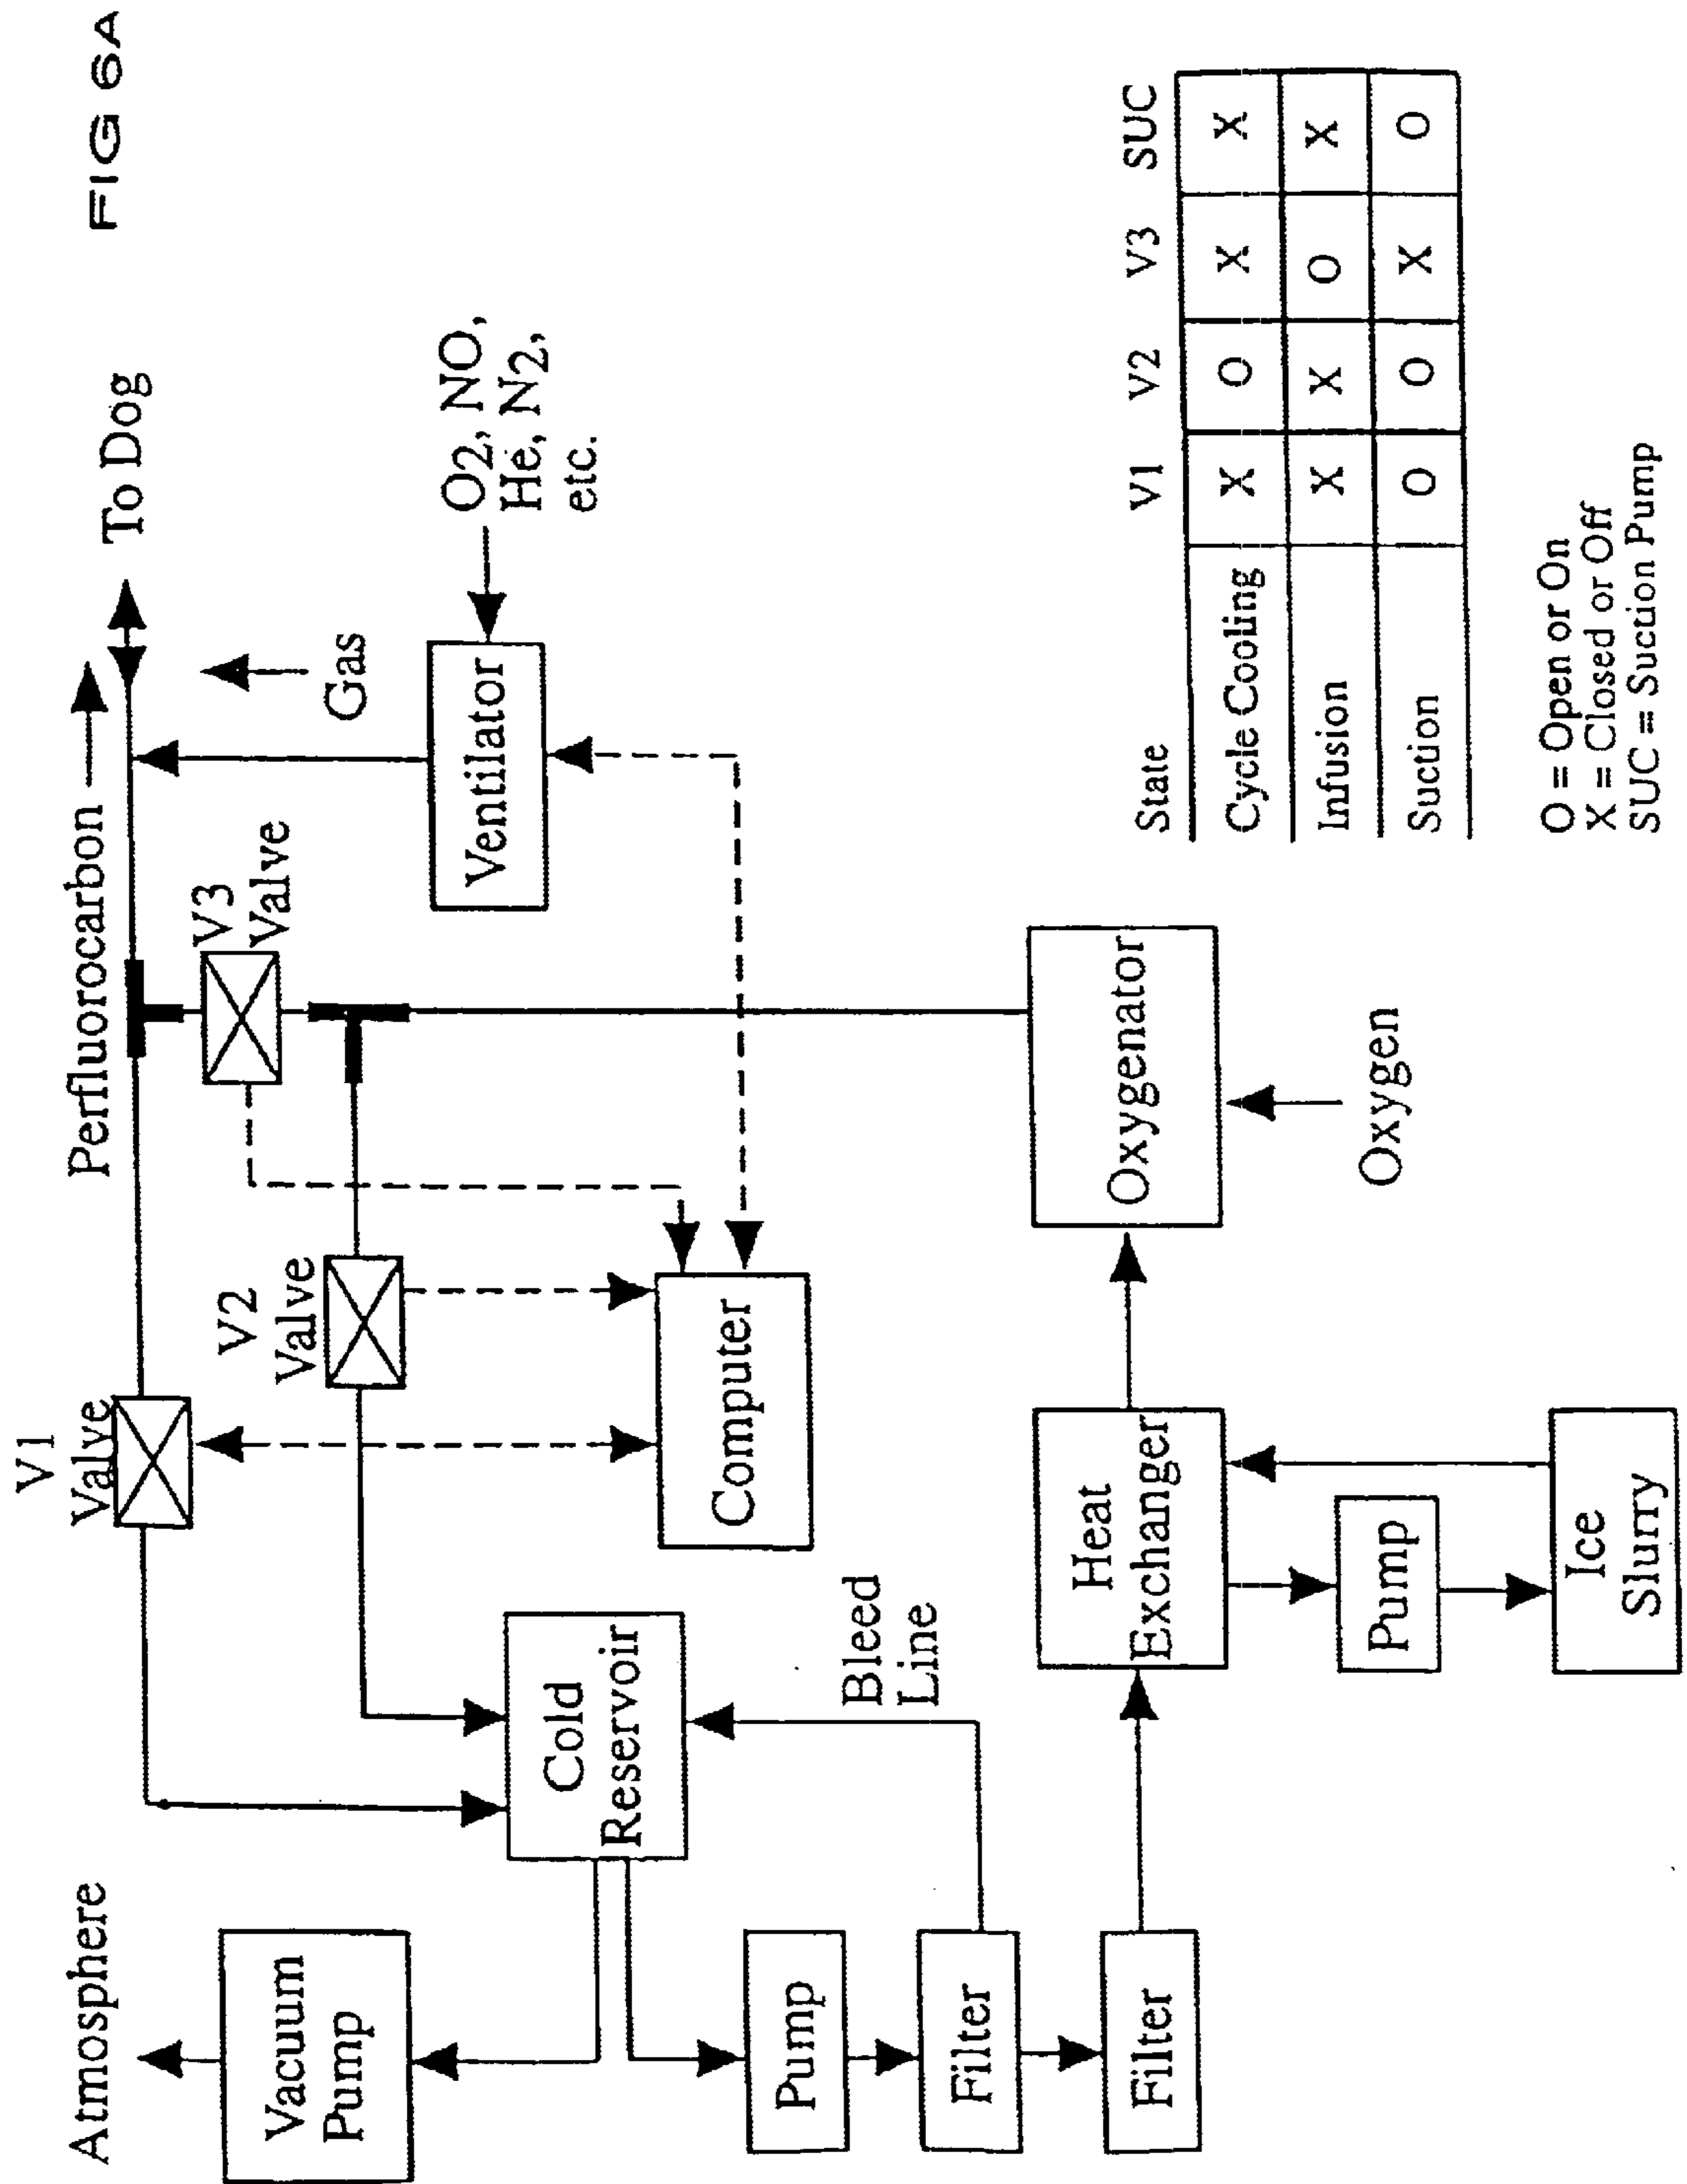 FIG 6A
Atmosphere
Vacuum
Pump
V1
Valve
Perfluorocarbon
To Dog
V2
Valve
V3
Valve
Gas
Cold
Reservoir
Computer
Ventilator
O2, NO,
He, N2,
etc.
Pump
Filter
Bleed
Line
Filter
Heat
Exchanger
Oxygenator
Pump
Oxygen
Ice
Slurry
State V1 V2 V3 SUC
Cycle Cooling X O X X
Infusion X X O X
Suction O O X O
O = Open or On
X = Closed or Off
SUC = Suction Pump